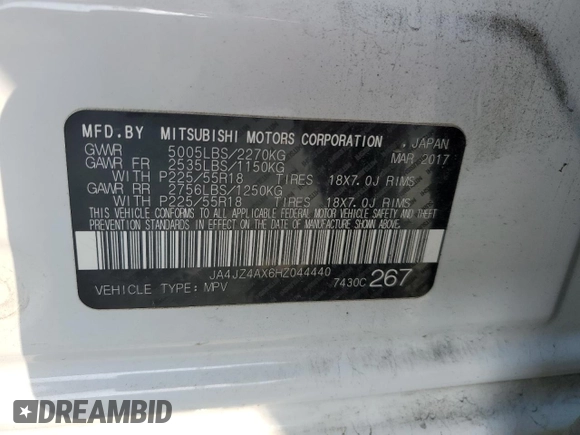 MFD.BY MITSUBISHI MOTORS CORPORATION , JAPAN
GVWR 5005LBS/2270KG MAR 2017
GAWR FR 2535LBS/1150KG
WITH P225/55R18 TIRES 18X7.0J RIMS
GAWR RR 2756LBS/1250KG
WITH P225/55R18 TIRES 18X7.0J RIMS
THIS VEHICLE CONFORMS TO ALL APPLICABLE FEDERAL MOTOR VEHICLE SAFETY AND THEFT
PREVENTION STANDARDS IN EFFECT ON THE DATE OF MANUFACTURE SHOWN ABOVE.
JA4JZ4AX6HZ044440
VEHICLE TYPE: MPV 7430C 267
DREAMBID